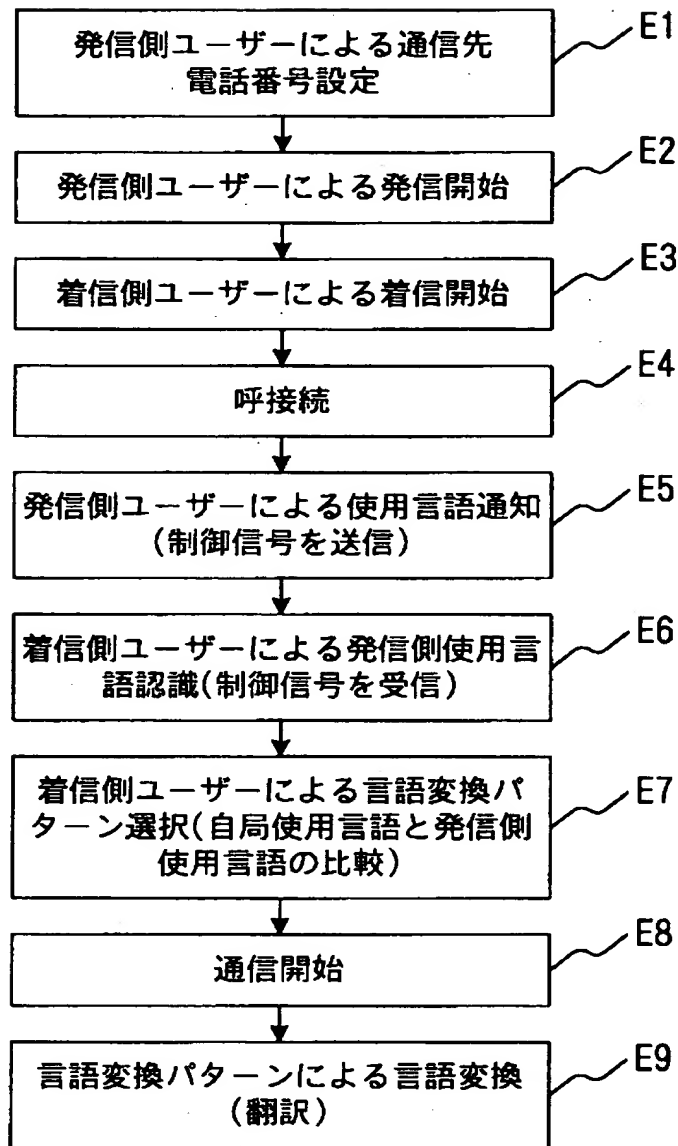 発信側ユーザーによる通信先
電話番号設定
E1
発信側ユーザーによる発信開始
E2
着信側ユーザーによる着信開始
E3
呼接続
E4
発信側ユーザーによる使用言語通知
(制御信号を送信)
E5
着信側ユーザーによる発信側使用言
語認識(制御信号を受信)
E6
着信側ユーザーによる言語変換パ
ターン選択(自局使用言語と発信側
使用言語の比較)
E7
通信開始
E8
言語変換パターンによる言語変換
(翻訳)
E9